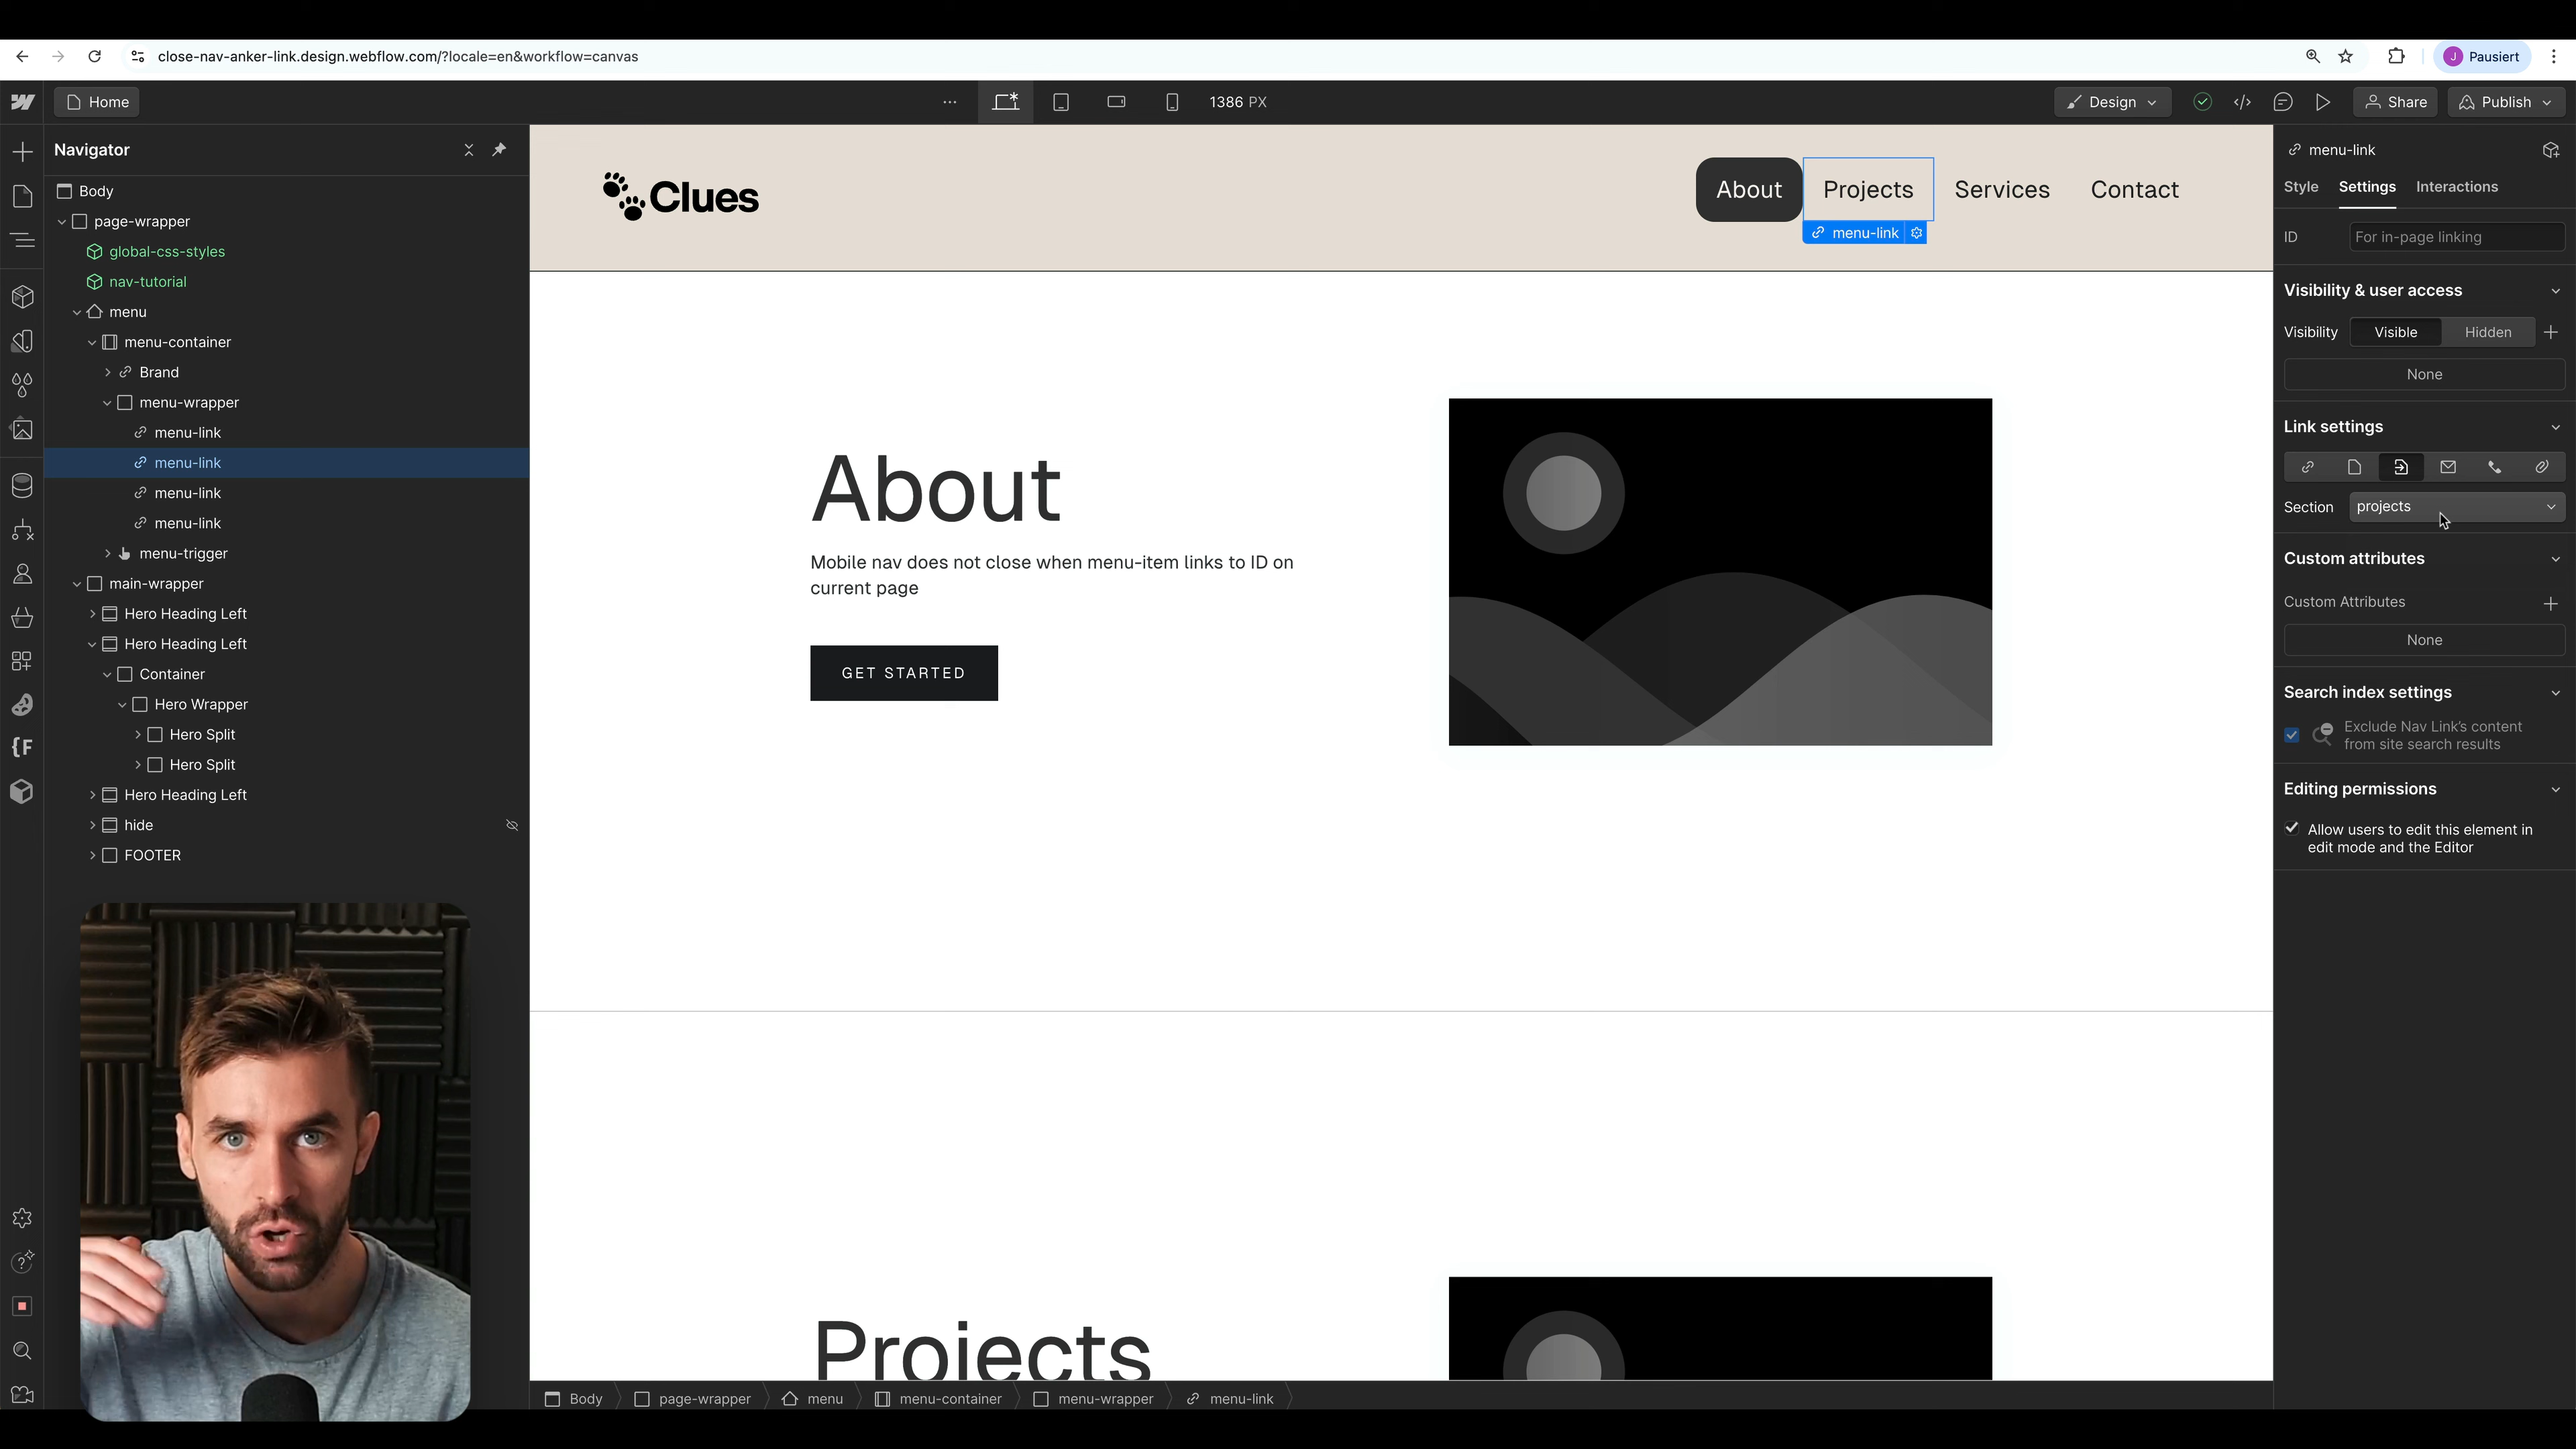 close-nav-anker-link.design.webflow.com/?locale=en&workflow=canvas
J Pausiert
Home
1386 PX
Design
Share
Publish
Navigator
Body
page-wrapper
global-css-styles
nav-tutorial
menu
menu-container
Brand
menu-wrapper
menu-link
menu-link
menu-link
menu-link
menu-trigger
main-wrapper
Hero Heading Left
Hero Heading Left
Container
Hero Wrapper
Hero Split
Hero Split
Hero Heading Left
hide
FOOTER
{F
Clues
About
Projects
Services
Contact
menu-link
About
Mobile nav does not close when menu-item links to ID on
current page
GET STARTED
Projects
Body
page-wrapper
menu
menu-container
menu-wrapper
menu-link
menu-link
Style
Settings
Interactions
ID
For in-page linking
Visibility & user access
Visibility
Visible
Hidden
None
Link settings
Section
projects
Custom attributes
Custom Attributes
None
Search index settings
Exclude Nav Link's content
from site search results
Editing permissions
Allow users to edit this element in
edit mode and the Editor